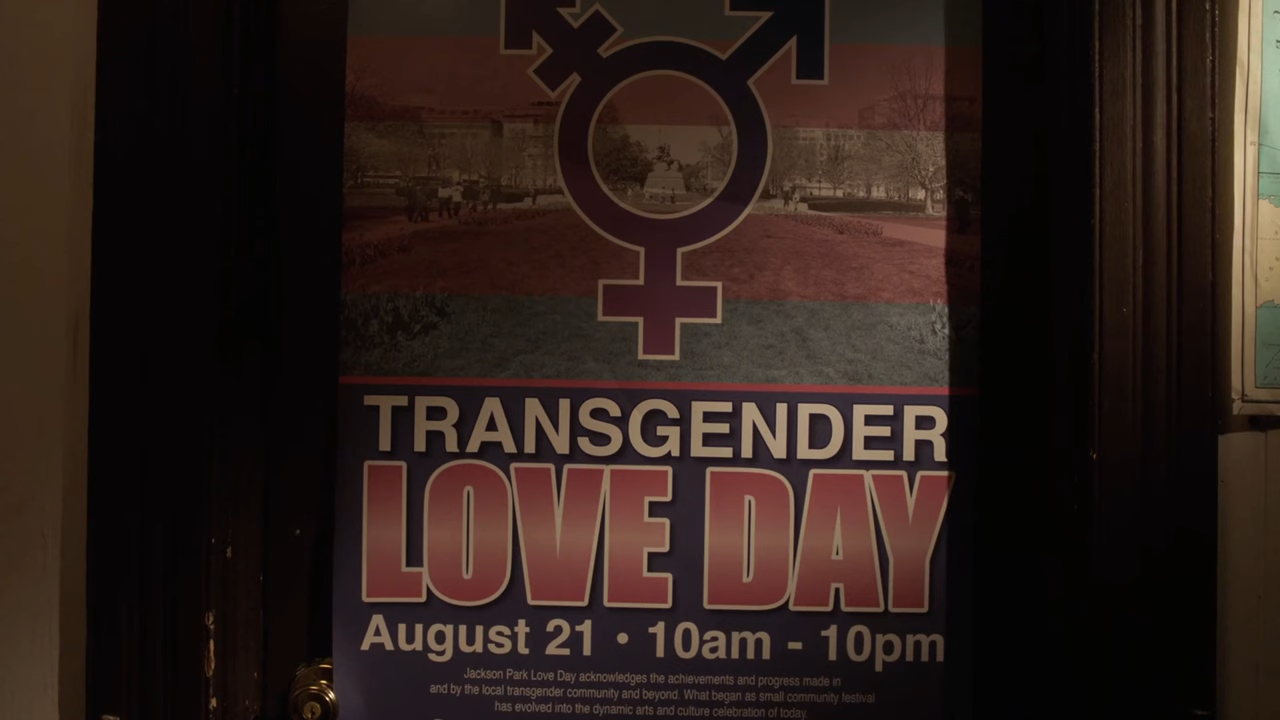 TRANSGENDER
LOVE DAY
August 21 • 10am - 10pm
Jackson Park Love Day acknowledges the achievements and progress made in
and by the local transgender community and beyond. What began as small community festival
has evolved into the dynamic arts and culture celebration of today.